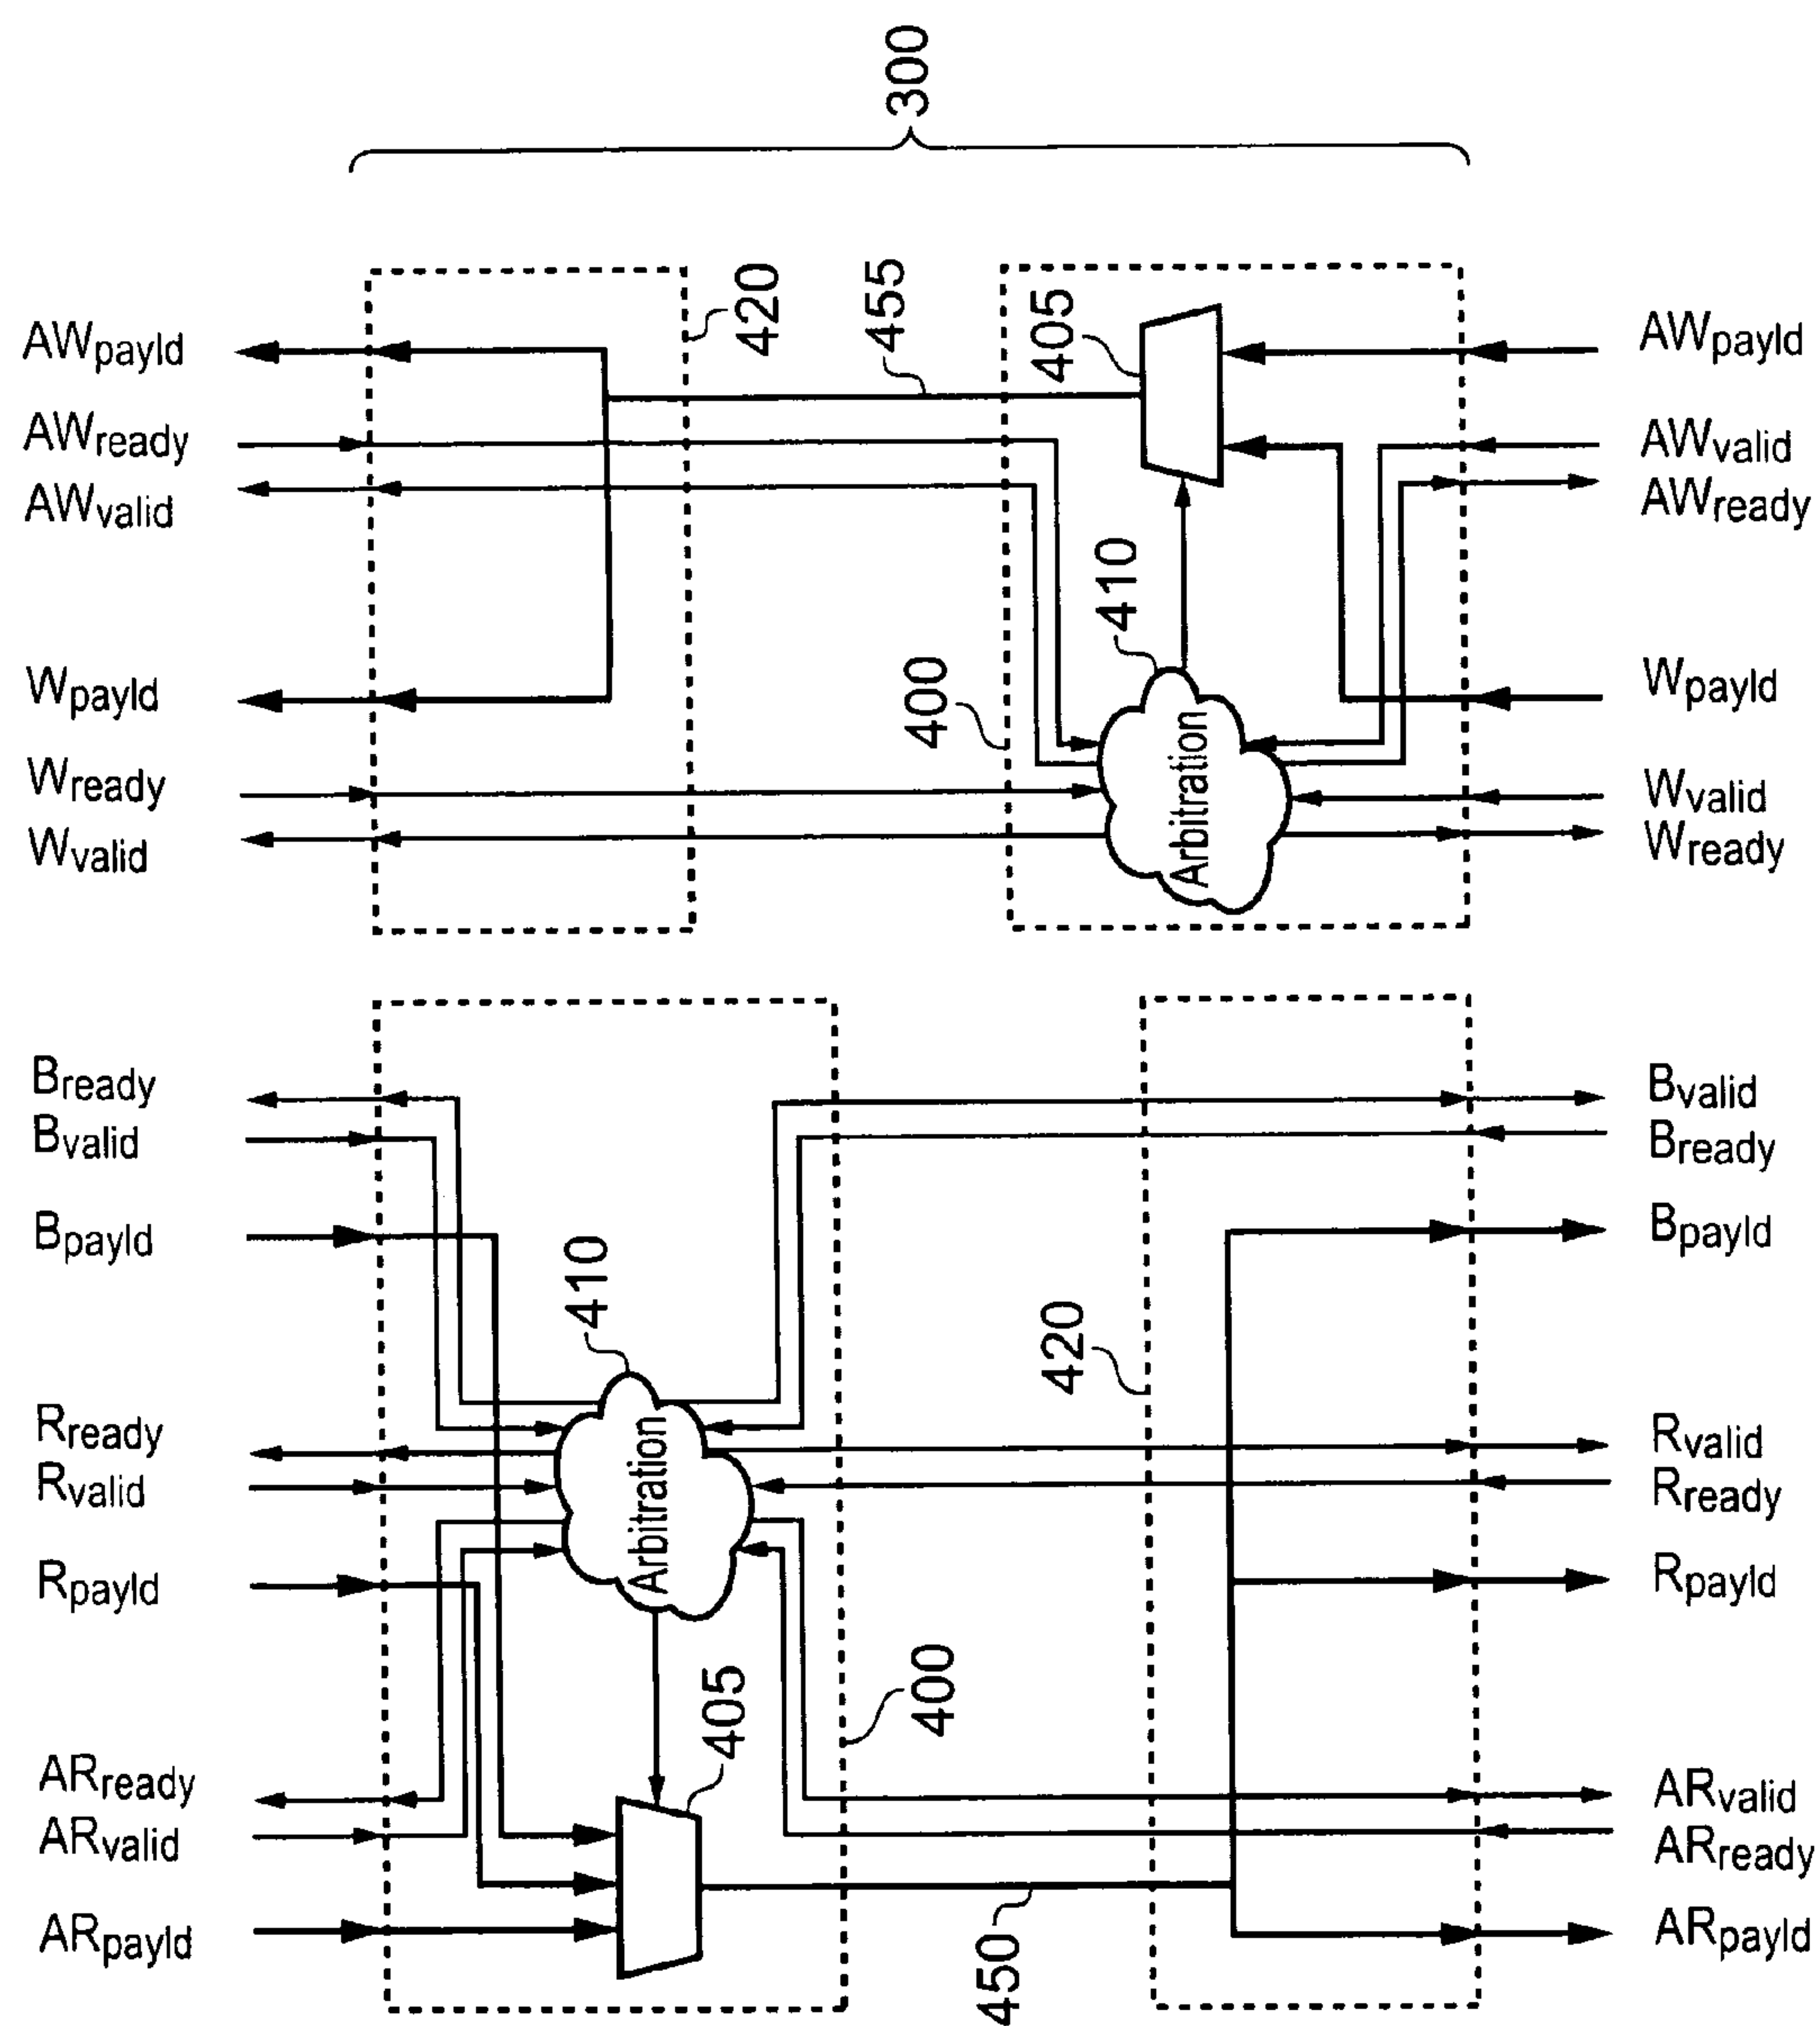 300
AWpayld
AWready
AWvalid
Wpayld
Wready
Wvalid
420
455
405
410
400
Arbitration
AWpayld
AWvalid
AWready
Wpayld
Wvalid
Wready
Bready
Bvalid
Bpayld
Rready
Rvalid
Rpayld
ARready
ARvalid
ARpayld
410
Arbitration
405
400
420
450
Bvalid
Bready
Bpayld
Rvalid
Rready
Rpayld
ARvalid
ARready
ARpayld